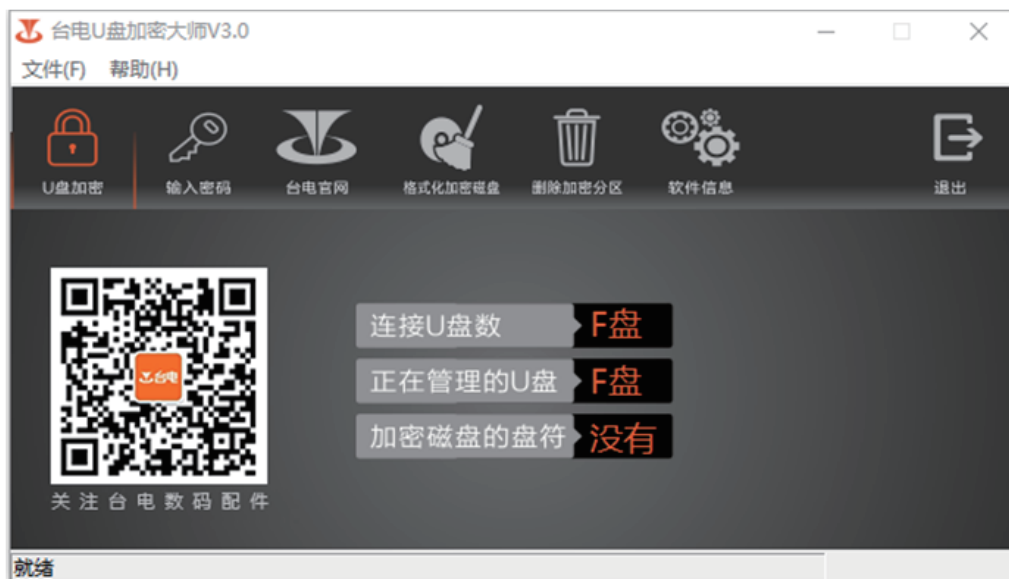 台电U盘加密大师V3.0
文件(F) 帮助(H)
U盘加密 输入密码 台电官网 格式化加密磁盘 删除加密分区 软件信息 退出
连接U盘数 F盘
正在管理的U盘 F盘
台电
加密磁盘的盘符 没有
关注台电数码配件
就绪